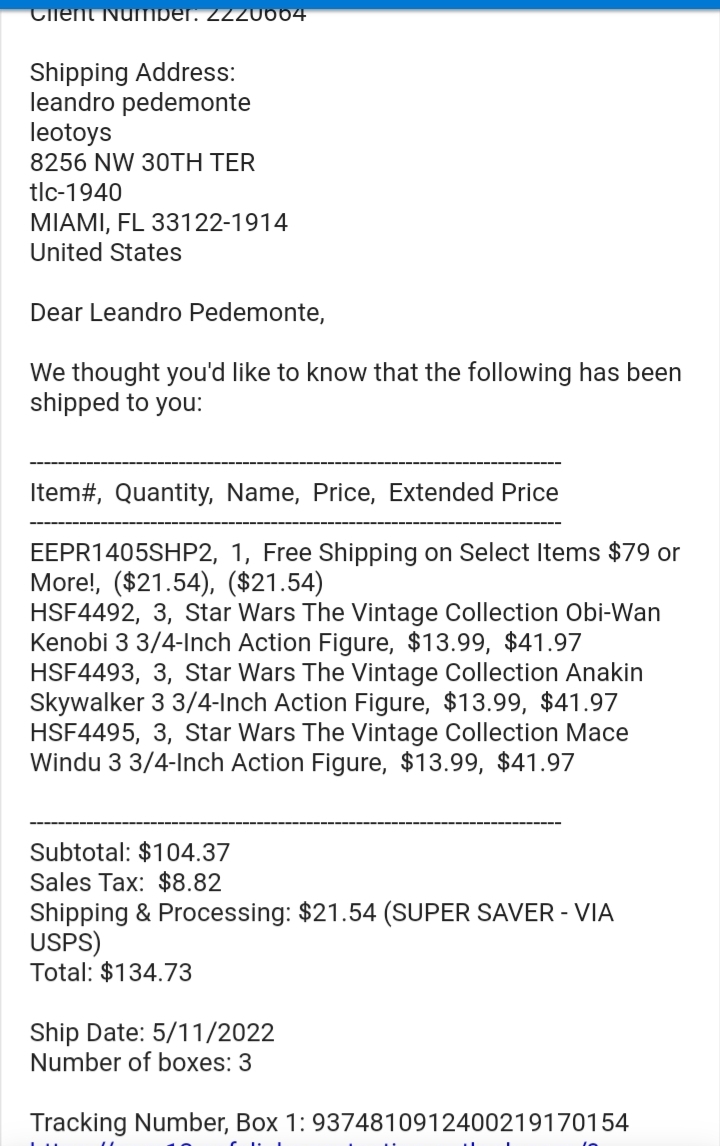 Client Number: 2220664
Shipping Address:
leandro pedemonte
leotoys
8256 NW 30TH TER
tlc-1940
MIAMI, FL 33122-1914
United States
Dear Leandro Pedemonte,
We thought you'd like to know that the following has been
shipped to you:
----------------------------------------------------------------------------
Item#,  Quantity,  Name,  Price,  Extended Price
----------------------------------------------------------------------------
EEPR1405SHP2,  1,  Free Shipping on Select Items $79 or
More!,  ($21.54),  ($21.54)
HSF4492,  3,  Star Wars The Vintage Collection Obi-Wan
Kenobi 3 3/4-Inch Action Figure,  $13.99,  $41.97
HSF4493,  3,  Star Wars The Vintage Collection Anakin
Skywalker 3 3/4-Inch Action Figure,  $13.99,  $41.97
HSF4495,  3,  Star Wars The Vintage Collection Mace
Windu 3 3/4-Inch Action Figure,  $13.99,  $41.97
----------------------------------------------------------------------------
Subtotal: $104.37
Sales Tax:  $8.82
Shipping & Processing: $21.54 (SUPER SAVER - VIA
USPS)
Total: $134.73
Ship Date: 5/11/2022
Number of boxes: 3
Tracking Number, Box 1: 9374810912400219170154